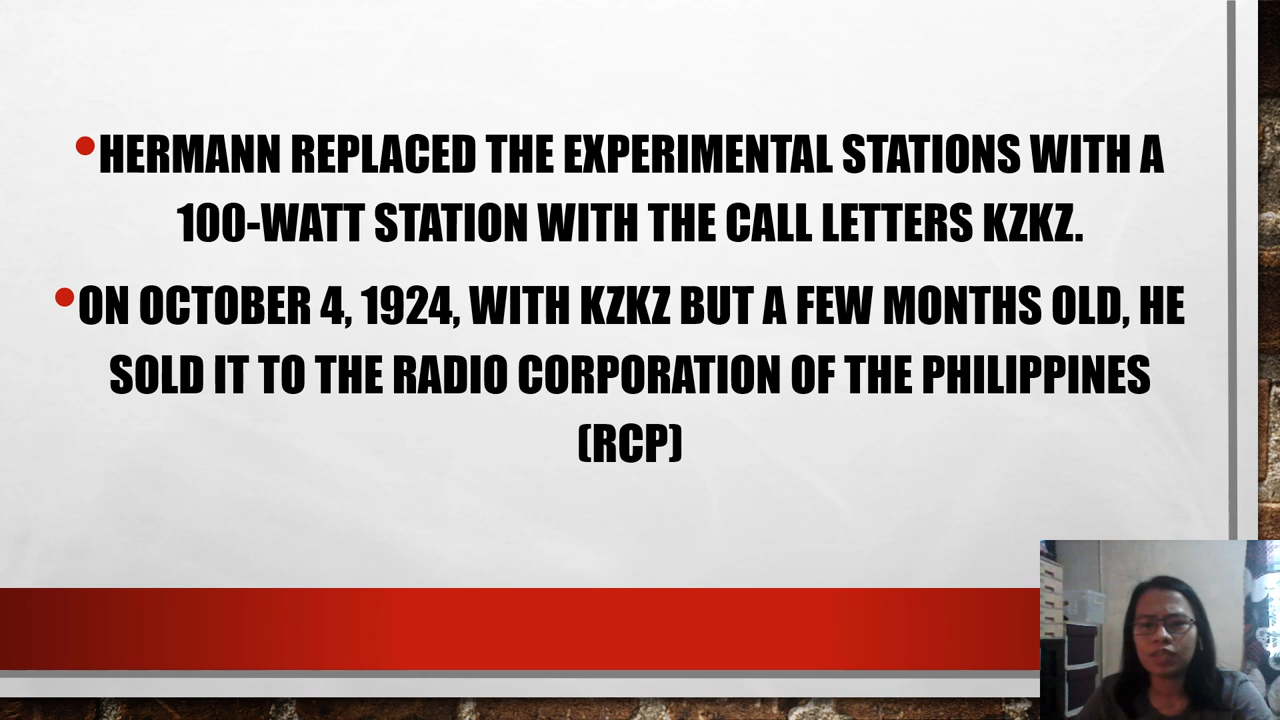 •HERMANN REPLACED THE EXPERIMENTAL STATIONS WITH A
100-WATT STATION WITH THE CALL LETTERS KZKZ.
•ON OCTOBER 4, 1924, WITH KZKZ BUT A FEW MONTHS OLD, HE
SOLD IT TO THE RADIO CORPORATION OF THE PHILIPPINES
(RCP)